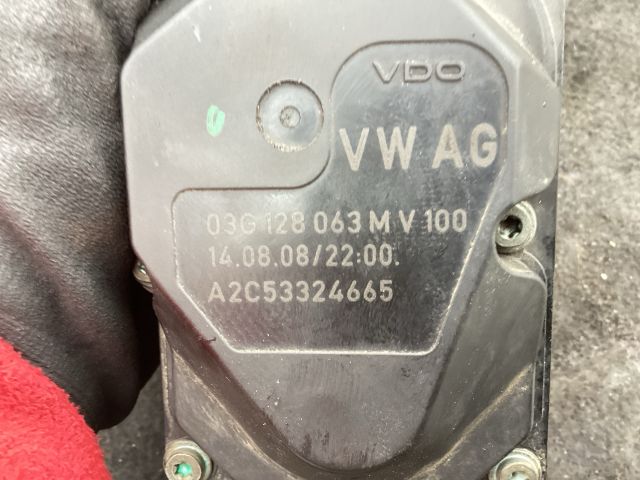 VDO
VW AG
03G 128 063 M V 100
14.08.08/22:00.
A2C53324665